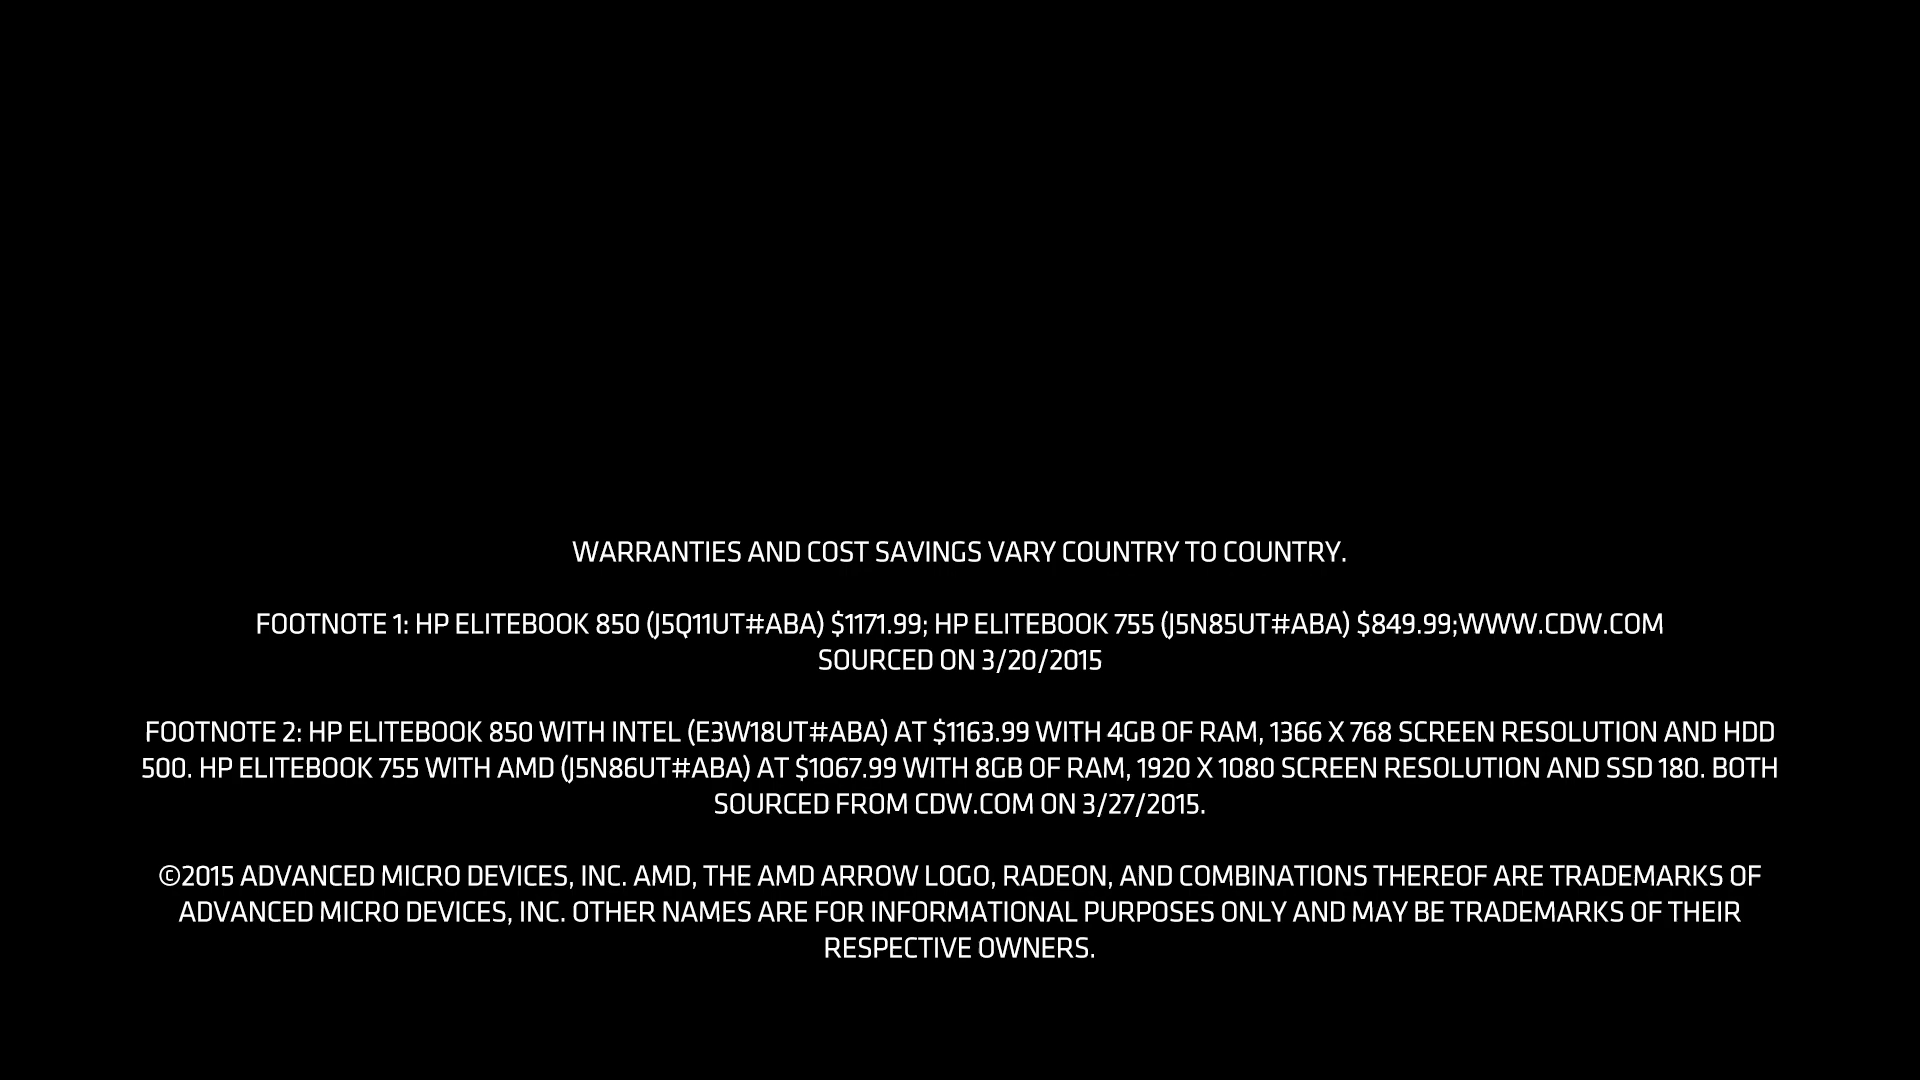 WARRANTIES AND COST SAVINGS VARY COUNTRY TO COUNTRY.
FOOTNOTE 1: HP ELITEBOOK 850 (J5Q11UT#ABA) $1171.99; HP ELITEBOOK 755 (J5N85UT#ABA) $849.99;WWW.CDW.COM
SOURCED ON 3/20/2015
FOOTNOTE 2: HP ELITEBOOK 850 WITH INTEL (E3W18UT#ABA) AT $1163.99 WITH 4GB OF RAM, 1366 X 768 SCREEN RESOLUTION AND HDD
500. HP ELITEBOOK 755 WITH AMD (J5N86UT#ABA) AT $1067.99 WITH 8GB OF RAM, 1920 X 1080 SCREEN RESOLUTION AND SSD 180. BOTH
SOURCED FROM CDW.COM ON 3/27/2015.
©2015 ADVANCED MICRO DEVICES, INC. AMD, THE AMD ARROW LOGO, RADEON, AND COMBINATIONS THEREOF ARE TRADEMARKS OF
ADVANCED MICRO DEVICES, INC. OTHER NAMES ARE FOR INFORMATIONAL PURPOSES ONLY AND MAY BE TRADEMARKS OF THEIR
RESPECTIVE OWNERS.